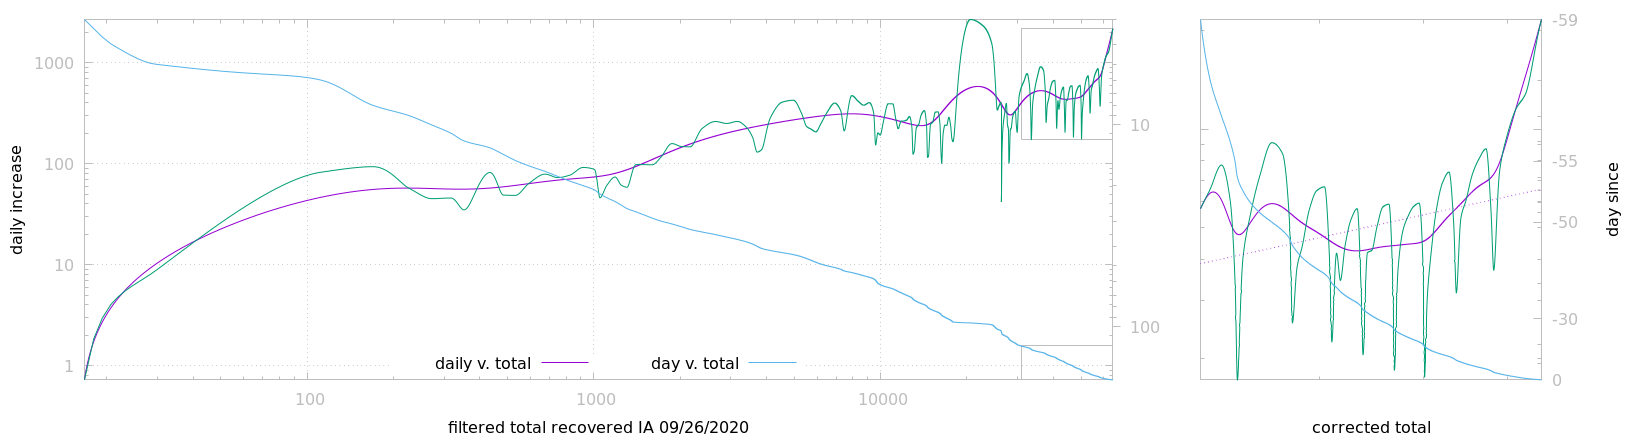 daily increase
1000
100
10
1
daily v. total
day v. total
100
1000
10000
filtered total recovered IA 09/26/2020
10
100
-59
-55
-50
-30
0
day since
corrected total